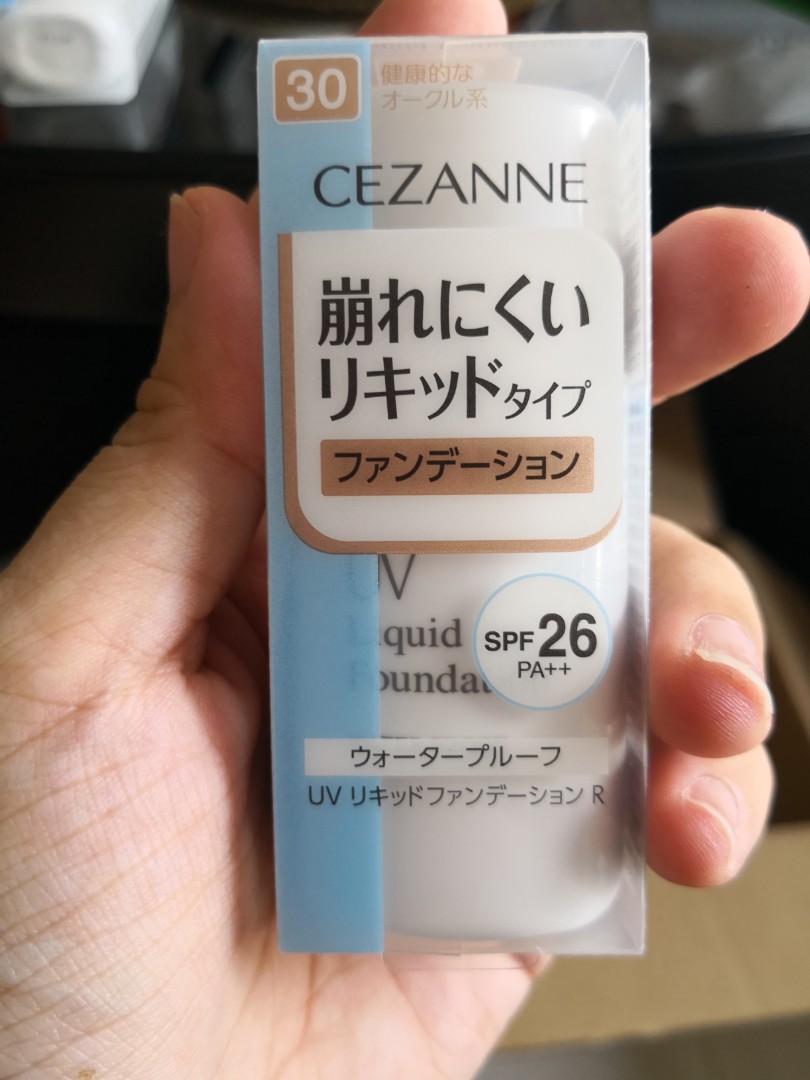 30
健康的な
オークル系
CEZANNE
崩れにくい
リキッドタイプ
ファンデーション
UV
Liquid
SPF 26
PA++
ウォータープルーフ
UV リキッドファンデーション R